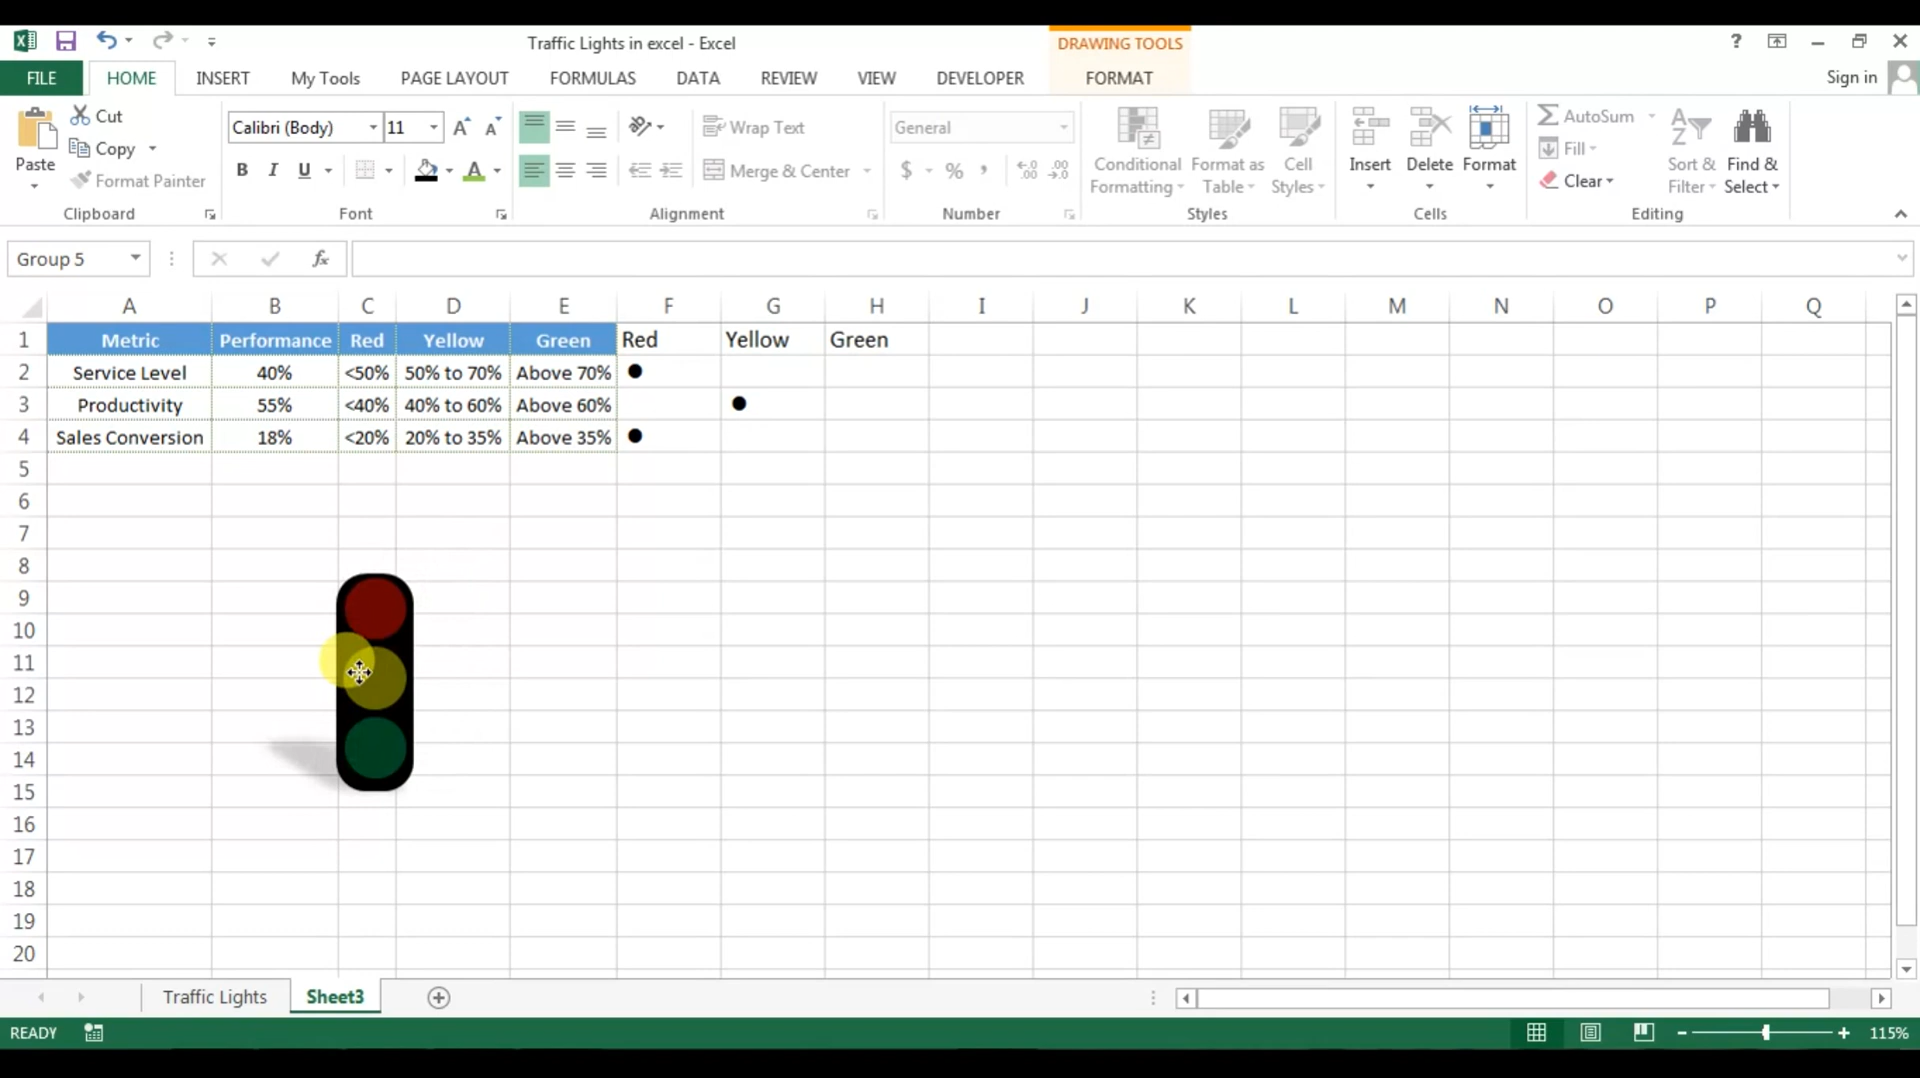 Traffic Lights in excel - Excel
DRAWING TOOLS
?
FILE HOME INSERT My Tools PAGE LAYOUT FORMULAS DATA REVIEW VIEW DEVELOPER FORMAT Sign in
Paste
Cut
Copy
Format Painter
Clipboard
Calibri (Body) 11
B I U A
Font
Wrap Text
Merge & Center
Alignment
General
$ % ,
Number
Conditional Formatting
Format as Table
Cell Styles
Styles
Insert Delete Format
Cells
AutoSum
Fill
Clear
Sort & Filter
Find & Select
Editing
Group 5 fx
A B C D E F G H I J K L M N O P Q
1 Metric Performance Red Yellow Green Red Yellow Green
2 Service Level 40% <50% 50% to 70% Above 70% ●
3 Productivity 55% <40% 40% to 60% Above 60% ●
4 Sales Conversion 18% <20% 20% to 35% Above 35% ●
5
6
7
8
9
10
11
12
13
14
15
16
17
18
19
20
Traffic Lights Sheet3
READY 115%